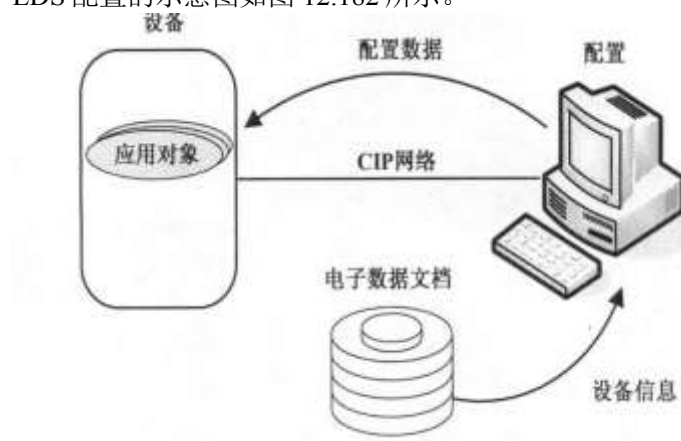 EDS 配置的示意图如图 12.182 所示。
设备
配置数据
配置
应用对象
CIP网络
电子数据文档
设备信息